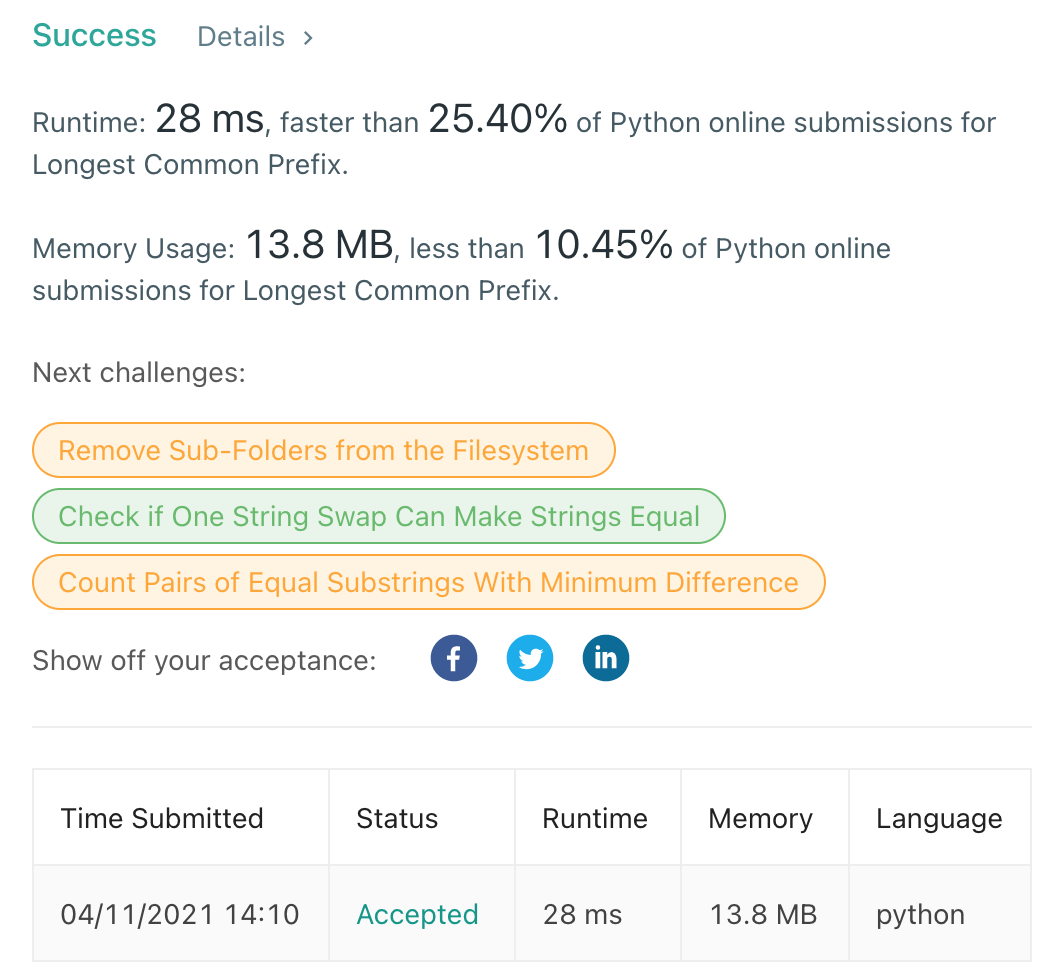 Success Details >
Runtime: 28 ms, faster than 25.40% of Python online submissions for
Longest Common Prefix.
Memory Usage: 13.8 MB, less than 10.45% of Python online
submissions for Longest Common Prefix.
Next challenges:
Remove Sub-Folders from the Filesystem
Check if One String Swap Can Make Strings Equal
Count Pairs of Equal Substrings With Minimum Difference
Show off your acceptance: f in
Time Submitted Status Runtime Memory Language
04/11/2021 14:10 Accepted 28 ms 13.8 MB python